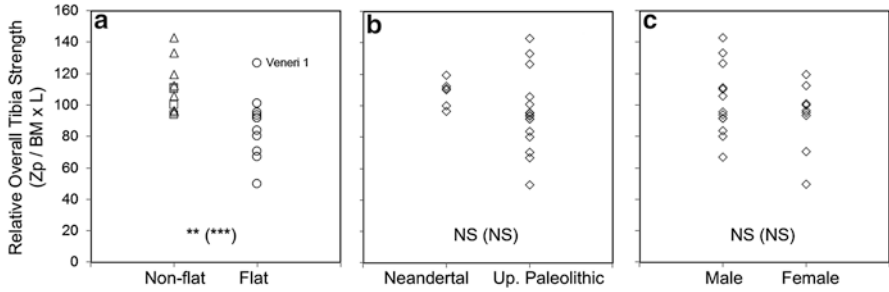 Relative Overall Tibia Strength
(Zp / BM x L)
160
140
120
100
80
60
40
20
0
a
Veneri 1
** (***)
Non-flat Flat
b
NS (NS)
Neandertal Up. Paleolithic
c
NS (NS)
Male Female